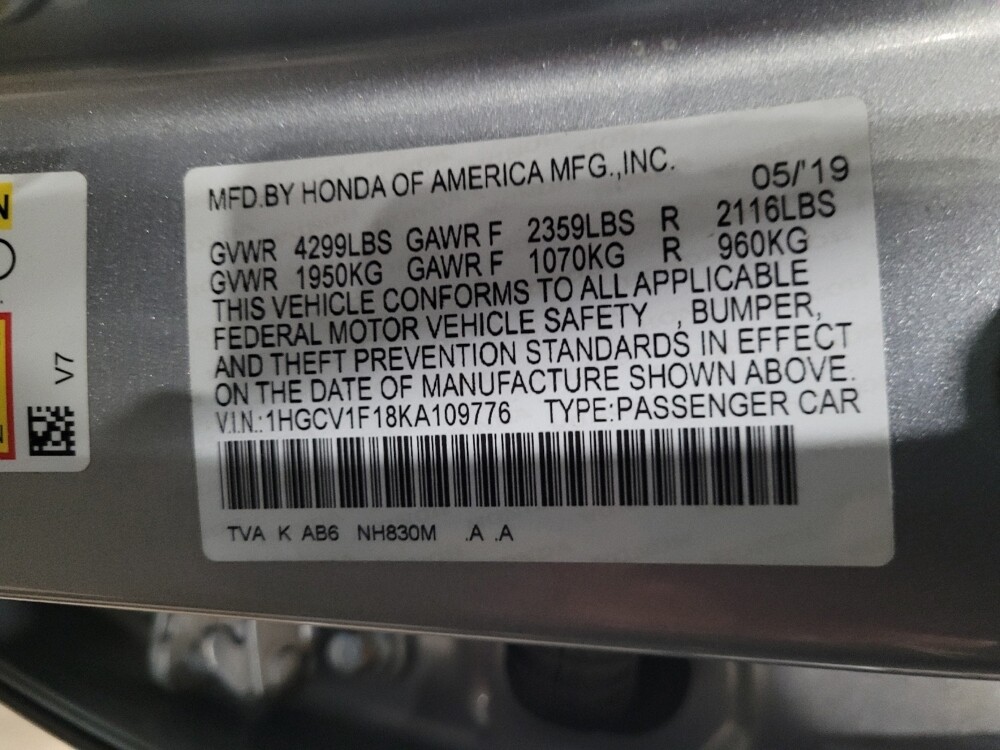 MFD.BY HONDA OF AMERICA MFG.,INC. 05/'19
GVWR 4299LBS GAWR F 2359LBS R 2116LBS
GVWR 1950KG GAWR F 1070KG R 960KG
THIS VEHICLE CONFORMS TO ALL APPLICABLE
FEDERAL MOTOR VEHICLE SAFETY , BUMPER,
AND THEFT PREVENTION STANDARDS IN EFFECT
ON THE DATE OF MANUFACTURE SHOWN ABOVE.
V.I.N.:1HGCV1F18KA109776 TYPE:PASSENGER CAR
TVA K AB6 NH830M .A .A
N
V7